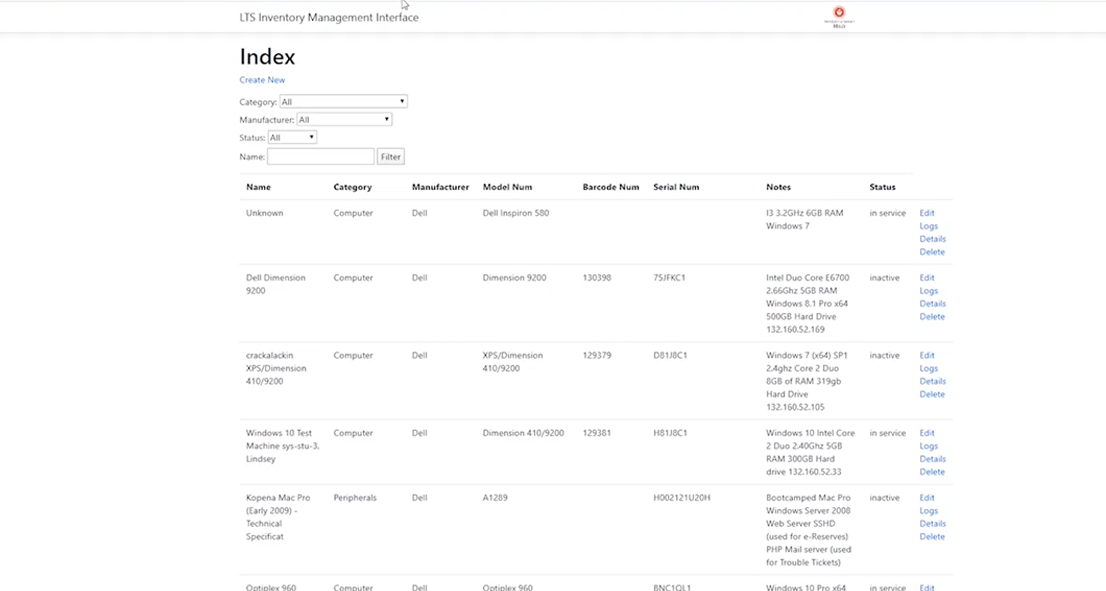 LTS Inventory Management Interface
Index
Create New
Category: All
Manufacturer: All
Status: All
Name: Filter
Name Category Manufacturer Model Num Barcode Num Serial Num Notes Status
Unknown Computer Dell Dell Inspiron 580 I3 3.2GHz 6GB RAM in service Edit
Windows 7 Logs
Details
Delete
Dell Dimension Computer Dell Dimension 9200 130398 75JFKC1 Intel Duo Core E6700 inactive Edit
9200 2.66Ghz 5GB RAM Logs
Windows 8.1 Pro x64 Details
500GB Hard Drive Delete
132.160.52.169
crackalackin Computer Dell XPS/Dimension 129379 D81J8C1 Windows 7 (x64) SP1 inactive Edit
XPS/Dimension 410/9200 2.4ghz Core 2 Duo Logs
410/9200 8GB of RAM 319gb Details
Hard Drive Delete
132.160.52.105
Windows 10 Test Computer Dell Dimension 410/9200 129381 H81J8C1 Windows 10 Intel Core in service Edit
Machine sys-stu-3, 2 Duo 2.40Ghz 5GB Logs
Lindsey RAM 300GB Hard Details
drive 132.160.52.33 Delete
Kopena Mac Pro Peripherals Dell A1289 H002121U20H Bootcamped Mac Pro inactive Edit
(Early 2009) - Windows Server 2008 Logs
Technical Web Server SSHD Details
Specificat (used for e-Reserves) Delete
PHP Mail server (used
for Trouble Tickets)
Optiplex 960 Computer Dell Optiplex 960 BNC1QL1 Windows 10 Pro x64 in service Edit